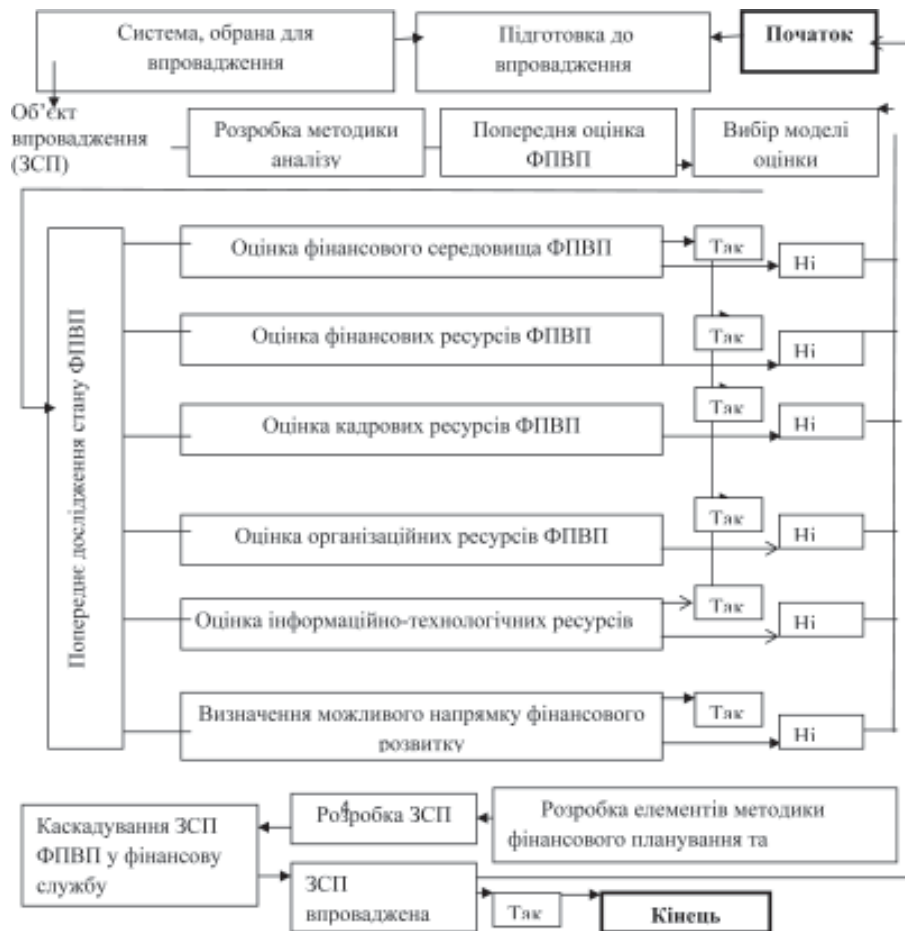 Система, обрана для
впровадження
Підготовка до
впровадження
Початок
Об’єкт
впровадження
(ЗСП)
Розробка методики
аналізу
Попередня оцінка
ФПВП
Вибір моделі
оцінки
Попереднє дослідження стану ФПВП
Оцінка фінансового середовища ФПВП
Так
Ні
Оцінка фінансових ресурсів ФПВП
Так
Ні
Оцінка кадрових ресурсів ФПВП
Так
Ні
Оцінка організаційних ресурсів ФПВП
Так
Ні
Оцінка інформаційно-технологічних ресурсів
Так
Ні
Визначення можливого напрямку фінансового
розвитку
Так
Ні
4
Розробка ЗСП
Розробка елементів методики
фінансового планування та
Каскадування ЗСП
ФПВП у фінансову
службу
ЗСП
впроваджена
Так
Кінець